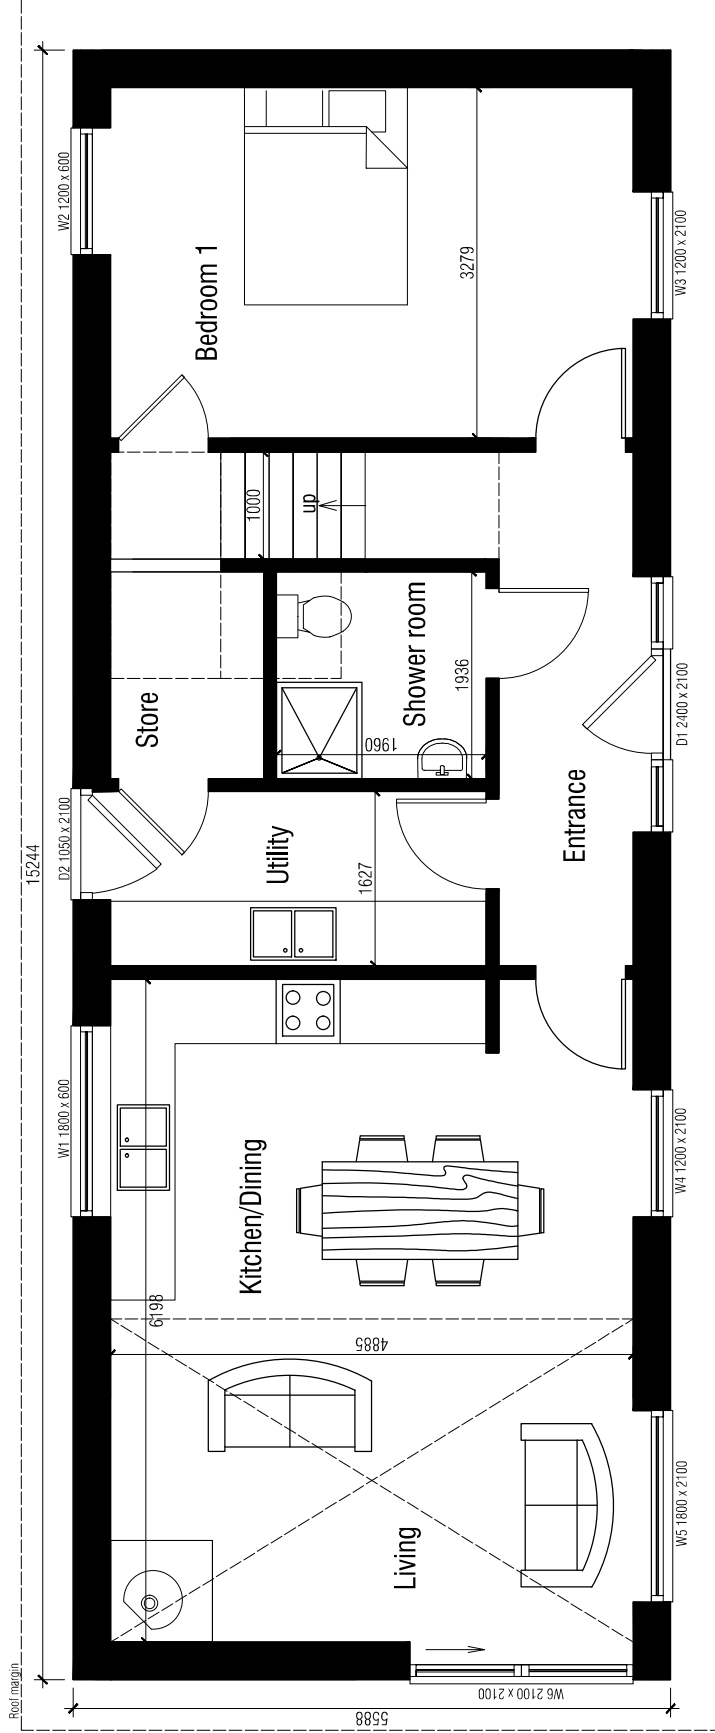 W2 1200 x 600
Bedroom 1
3279
W3 1200 x 2100
1000
up
Shower room
1936
1960
Store
D1 2400 x 2100
Entrance
15244
D2 1050 x 2100
Utility
1627
W1 1800 x 600
Kitchen/Dining
W4 1200 x 2100
6198
4885
Living
W5 1800 x 2100
W6 2100 x 2100
Roof margin
5588